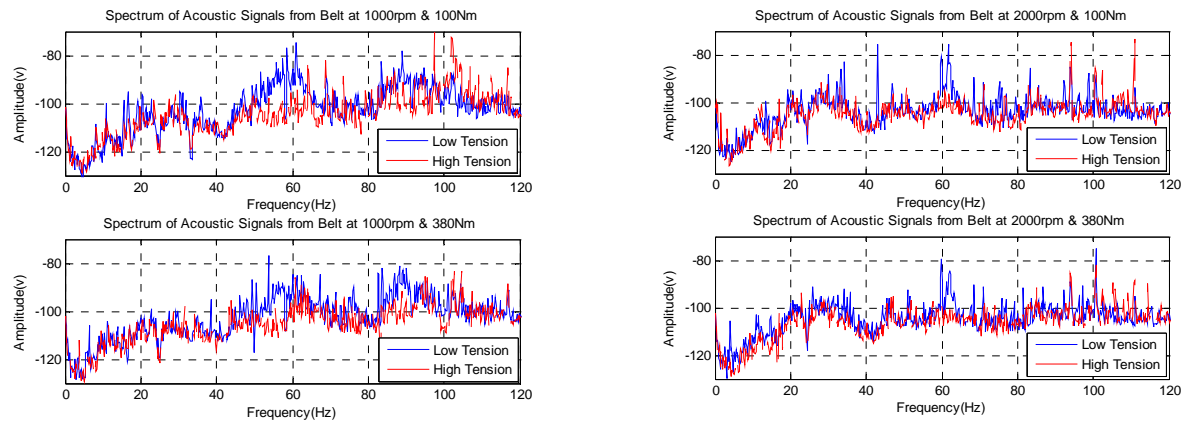 Spectrum of Acoustic Signals from Belt at 1000rpm & 100Nm
Amplitude(v)
-80
-100
-120
0 20 40 60 80 100 120
Frequency(Hz)
Low Tension
High Tension
Spectrum of Acoustic Signals from Belt at 2000rpm & 100Nm
Amplitude(v)
-80
-100
-120
0 20 40 60 80 100 120
Frequency(Hz)
Low Tension
High Tension
Spectrum of Acoustic Signals from Belt at 1000rpm & 380Nm
Amplitude(v)
-80
-100
-120
0 20 40 60 80 100 120
Frequency(Hz)
Low Tension
High Tension
Spectrum of Acoustic Signals from Belt at 2000rpm & 380Nm
Amplitude(v)
-80
-100
-120
0 20 40 60 80 100 120
Frequency(Hz)
Low Tension
High Tension